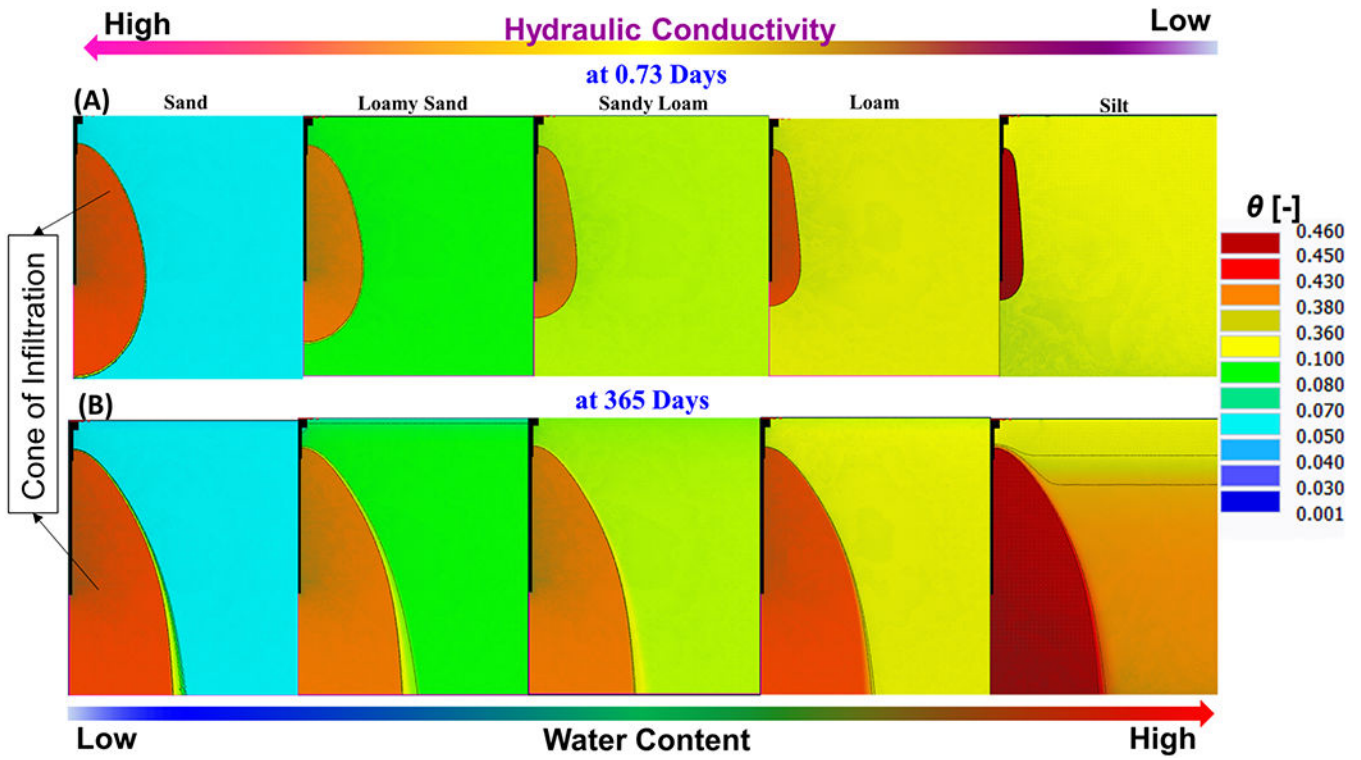 High
Hydraulic Conductivity
Low
at 0.73 Days
(A)
Sand
Loamy Sand
Sandy Loam
Loam
Silt
Cone of Infiltration
θ [-]
0.460
0.450
0.430
0.380
0.360
0.100
0.080
0.070
0.050
0.040
0.030
0.001
at 365 Days
(B)
Low
Water Content
High